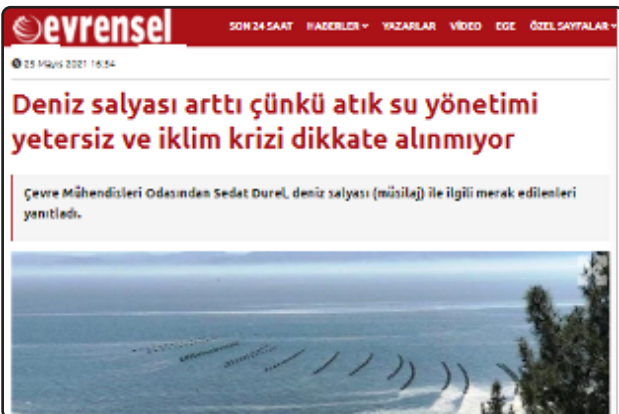 evrensel
SON 24 SAAT HABERLER YAZARLAR VİDEO EGE ÖZEL SAYFALAR
25 Mayıs 2021 16:54
Deniz salyası arttı çünkü atık su yönetimi
yetersiz ve iklim krizi dikkate alınmıyor
Çevre Mühendisleri Odasından Sedat Durel, deniz salyası (müsilaj) ile ilgili merak edilenleri
yanıtladı.